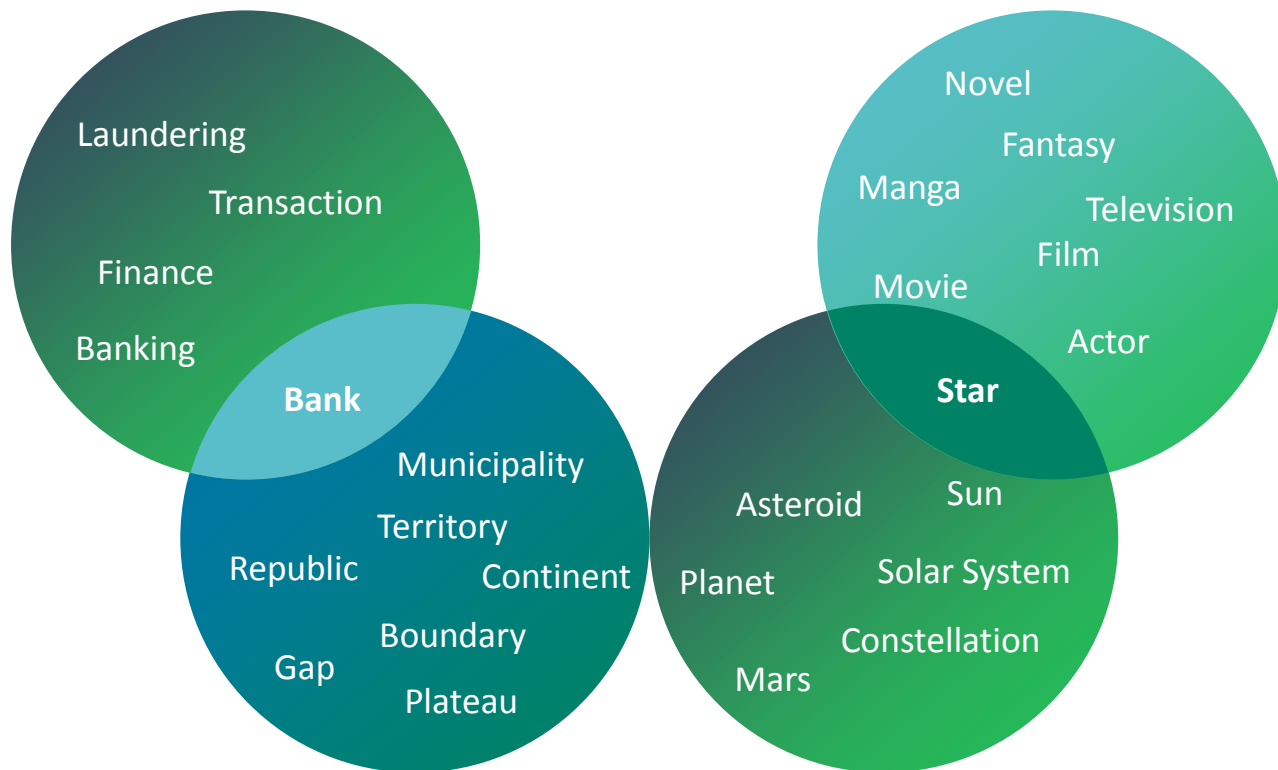 Laundering
Transaction
Finance
Banking
Bank
Municipality
Territory
Republic
Continent
Boundary
Gap
Plateau
Novel
Fantasy
Manga
Television
Film
Movie
Actor
Star
Sun
Asteroid
Solar System
Planet
Constellation
Mars